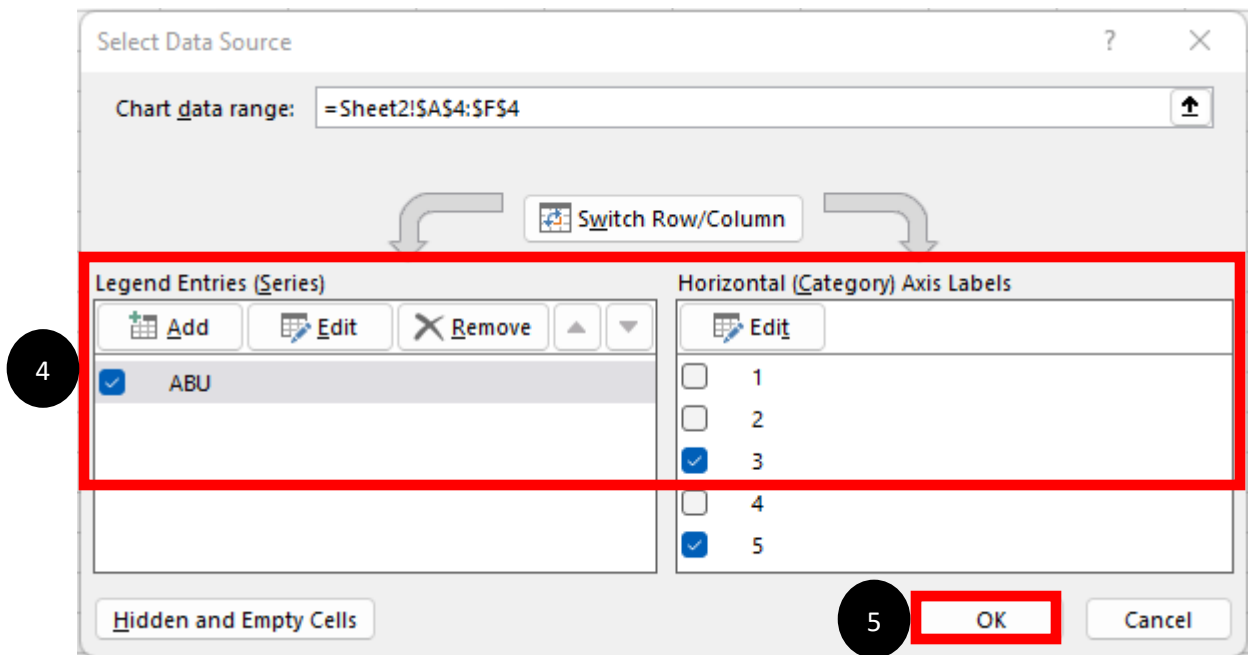 Select Data Source ?
Chart data range: =Sheet2!$A$4:$F$4
Switch Row/Column
Legend Entries (Series)
Horizontal (Category) Axis Labels
Add Edit Remove
Edit
4
ABU
1
2
3
4
5
Hidden and Empty Cells
5
OK
Cancel